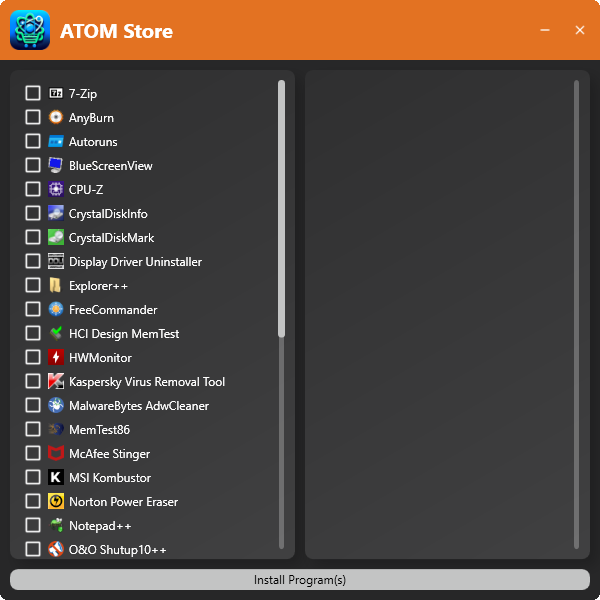 ATOM Store
7-Zip
AnyBurn
Autoruns
BlueScreenView
CPU-Z
CrystalDiskInfo
CrystalDiskMark
Display Driver Uninstaller
Explorer++
FreeCommander
HCI Design MemTest
HWMonitor
Kaspersky Virus Removal Tool
MalwareBytes AdwCleaner
MemTest86
McAfee Stinger
MSI Kombustor
Norton Power Eraser
Notepad++
O&O Shutup10++
Install Program(s)